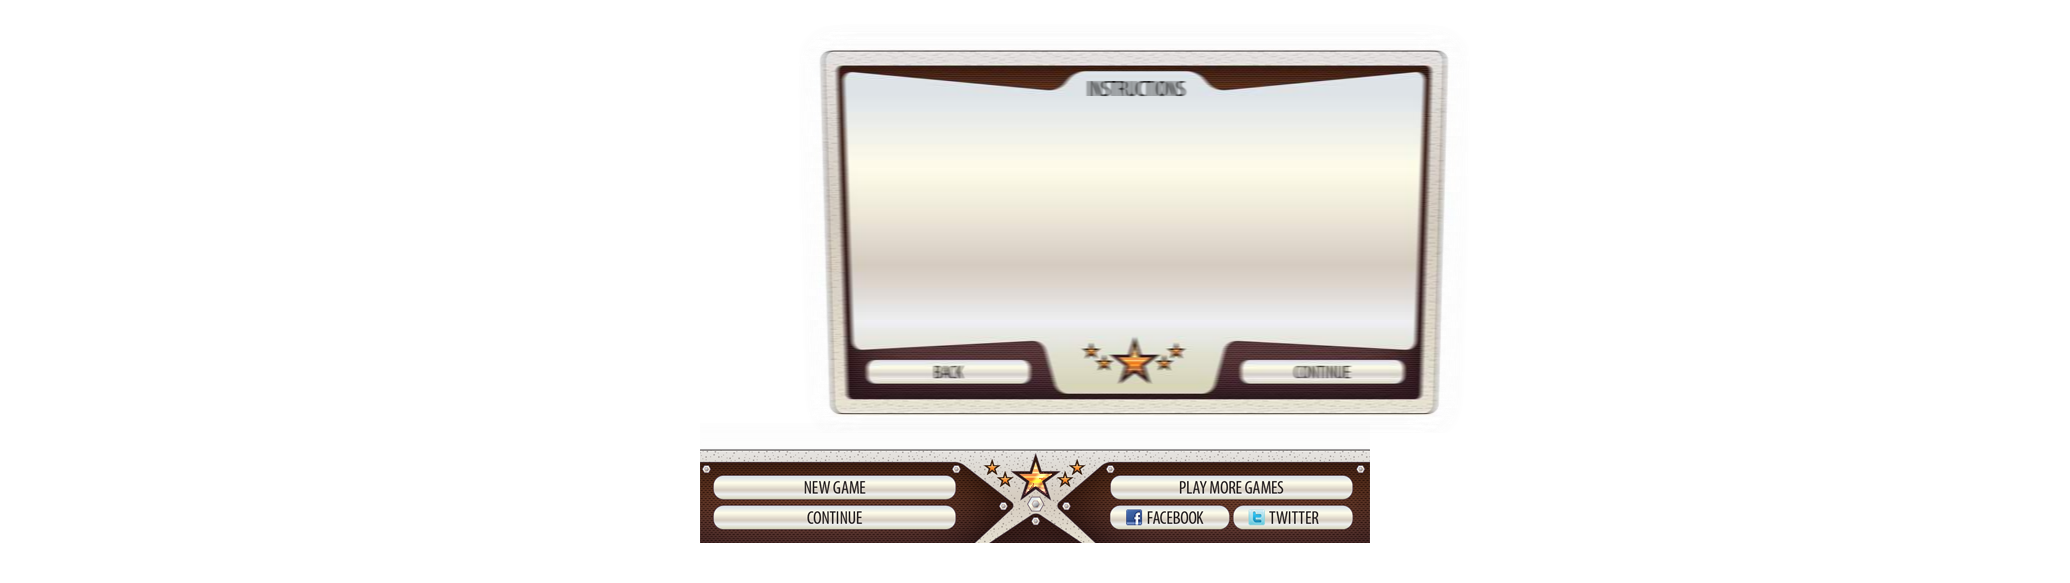 INSTRUCTIONS
BACK
CONTINUE
NEW GAME
PLAY MORE GAMES
CONTINUE
FACEBOOK
TWITTER